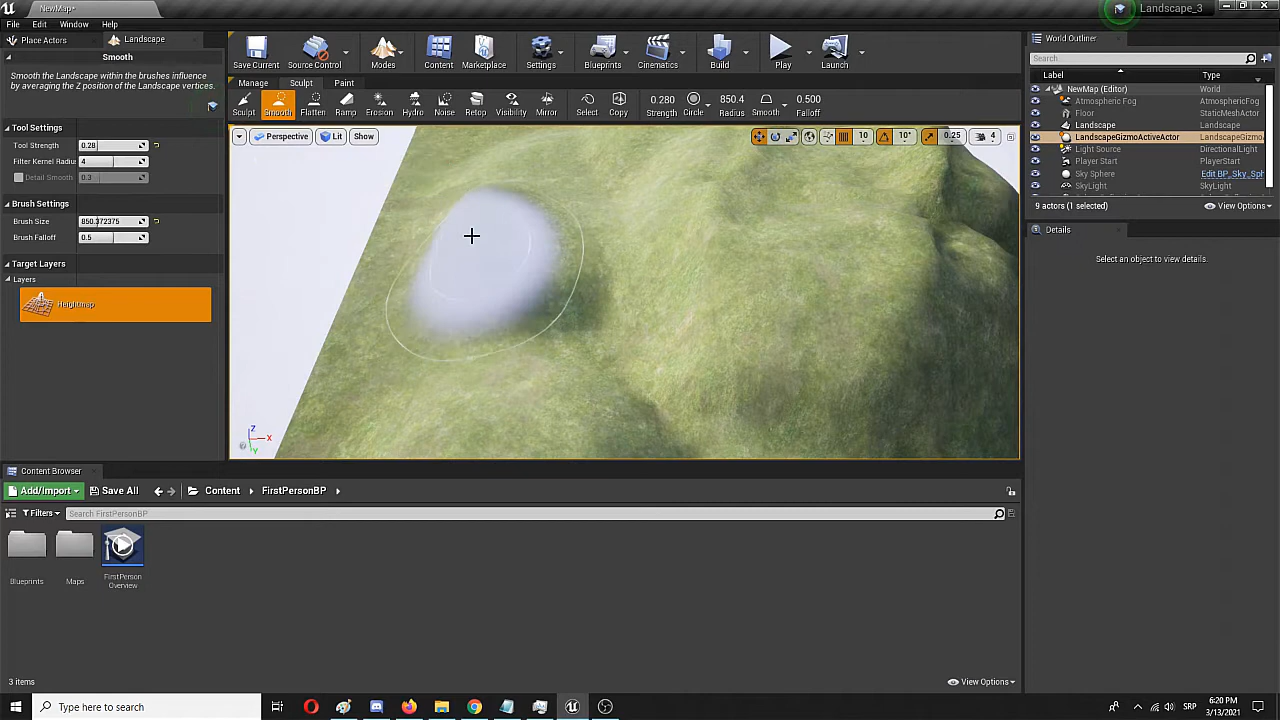 NewMap*
Landscape_3
File Edit Window Help
Place Actors
Landscape
Smooth
Smooth the Landscape within the brushes influence
by averaging the Z position of the Landscape vertices.
Tool Settings
Tool Strength 0.28
Filter Kernel Radiu 4
Detail Smooth 0.3
Brush Settings
Brush Size 850.372375
Brush Falloff 0.5
Target Layers
Layers
Heightmap
Save Current Source Control Modes Content Marketplace Settings Blueprints Cinematics Build Play Launch
Manage Sculpt Paint
Sculpt Smooth Flatten Ramp Erosion Hydro Noise Retop Visibility Mirror Select Copy
0.280 850.4 0.500
Strength Circle Radius Smooth Falloff
Perspective Lit Show
10 10° 0.25 4
Z
X
Y
World Outliner
Search
Label Type
NewMap (Editor) World
Atmospheric Fog AtmosphericFog
Floor StaticMeshActor
Landscape Landscape
LandscapeGizmoActiveActor LandscapeGizmo
Light Source DirectionalLight
Player Start PlayerStart
Sky Sphere Edit BP_Sky_Sph
SkyLight SkyLight
9 actors (1 selected) View Options
Details
Select an object to view details.
Content Browser
Add/Import Save All Content FirstPersonBP
Filters Search FirstPersonBP
Blueprints
Maps
FirstPerson
Overview
3 items View Options
Type here to search
SRP
6:20 PM
3/13/2021